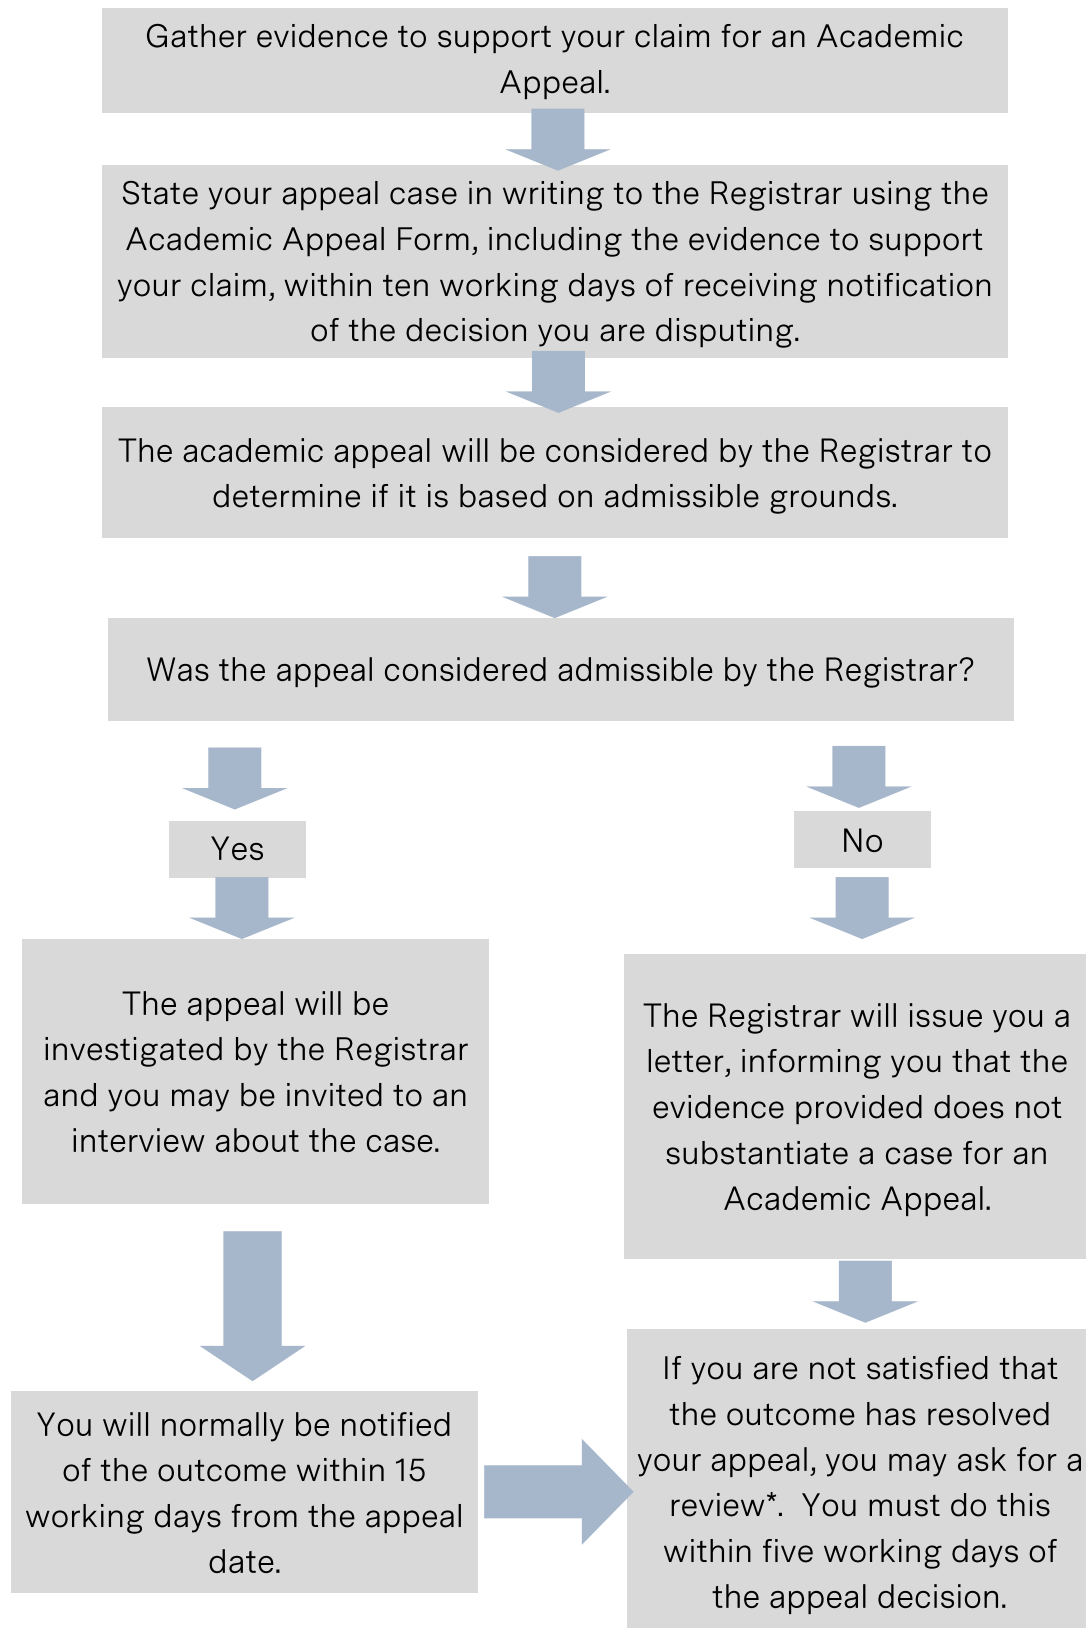 Gather evidence to support your claim for an Academic
Appeal.
State your appeal case in writing to the Registrar using the
Academic Appeal Form, including the evidence to support
your claim, within ten working days of receiving notification
of the decision you are disputing.
The academic appeal will be considered by the Registrar to
determine if it is based on admissible grounds.
Was the appeal considered admissible by the Registrar?
Yes
The appeal will be
investigated by the Registrar
and you may be invited to an
interview about the case.
You will normally be notified
of the outcome within 15
working days from the appeal
date.
No
The Registrar will issue you a
letter, informing you that the
evidence provided does not
substantiate a case for an
Academic Appeal.
If you are not satisfied that
the outcome has resolved
your appeal, you may ask for a
review*. You must do this
within five working days of
the appeal decision.